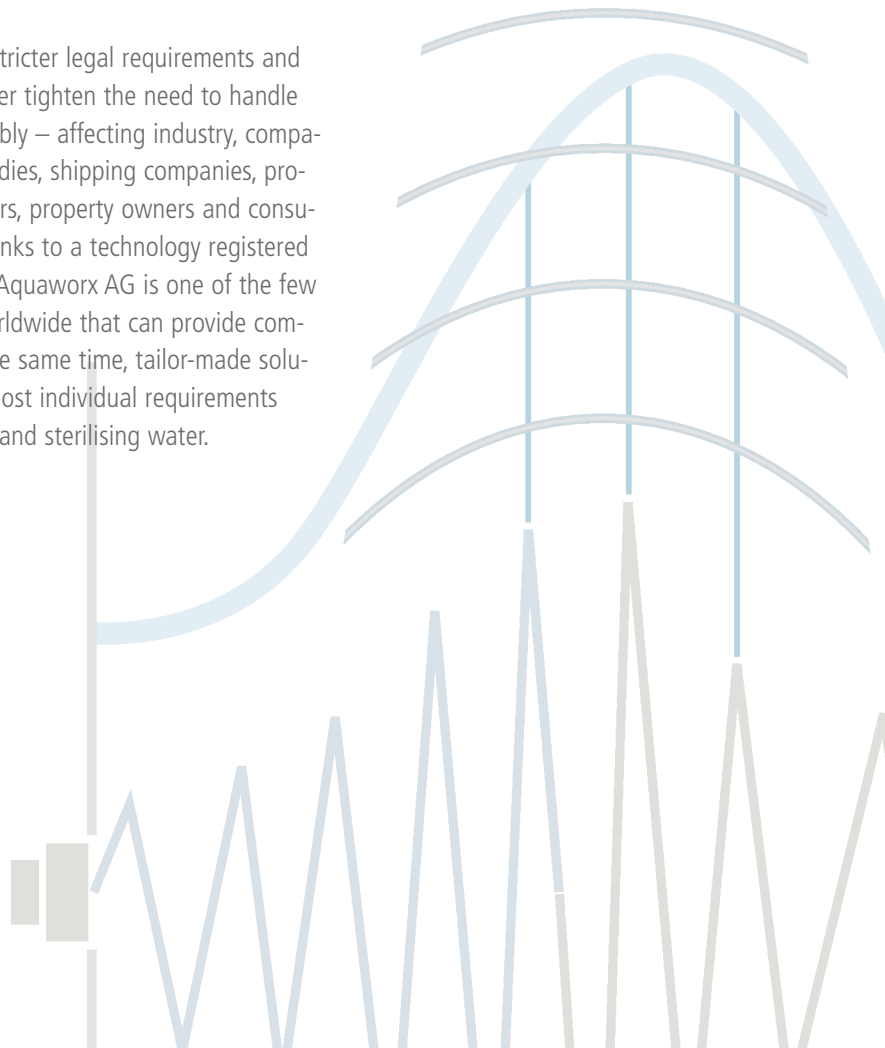 tricter legal requirements and
er tighten the need to handle
bly – affecting industry, compa-
dies, shipping companies, pro-
rs, property owners and consu-
nks to a technology registered
Aquaworx AG is one of the few
rldwide that can provide com-
e same time, tailor-made solu-
ost individual requirements
and sterilising water.